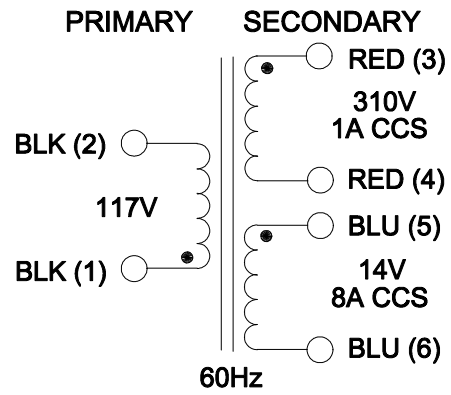 PRIMARY
SECONDARY
RED (3)
310V
1A CCS
BLK (2)
RED (4)
117V
BLU (5)
BLK (1)
14V
8A CCS
BLU (6)
60Hz